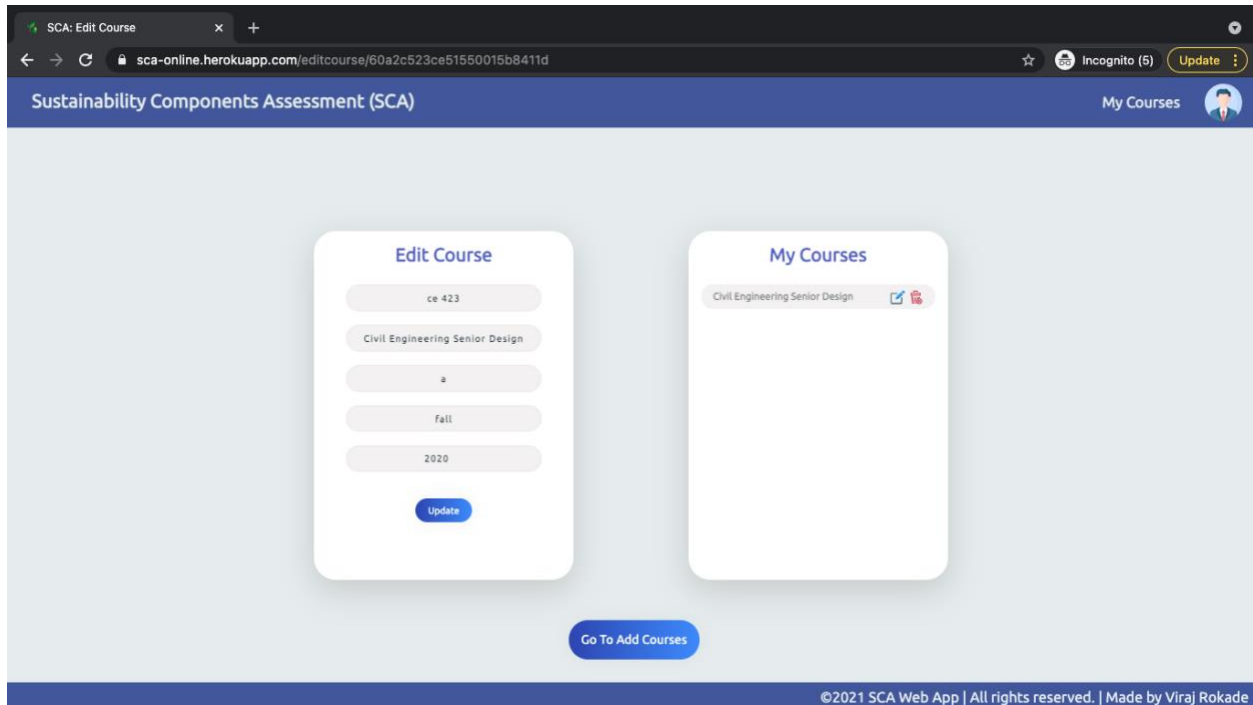 SCA: Edit Course
sca-online.herokuapp.com/editcourse/60a2c523ce51550015b8411d
Incognito (5)
Update
Sustainability Components Assessment (SCA)
My Courses
Edit Course
ce 423
Civil Engineering Senior Design
a
fall
2020
Update
My Courses
Civil Engineering Senior Design
Go To Add Courses
©2021 SCA Web App | All rights reserved. | Made by Viraj Rokade